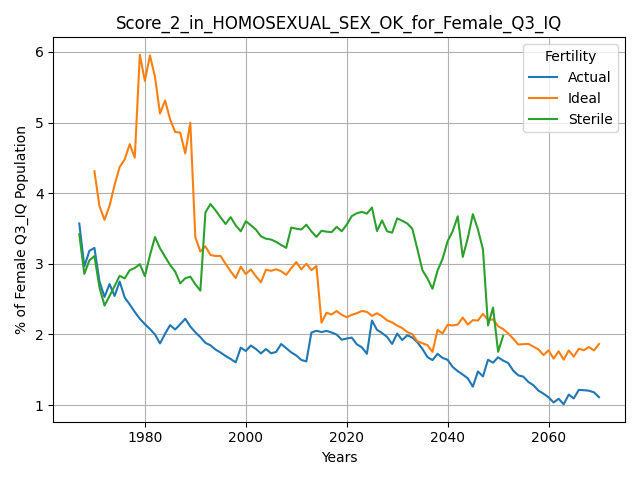 Score_2_in_HOMOSEXUAL_SEX_OK_for_Female_Q3_IQ
Fertility
Actual
Ideal
Sterile
% of Female Q3_IQ Population
6
5
4
3
2
1
1980 2000 2020 2040 2060
Years